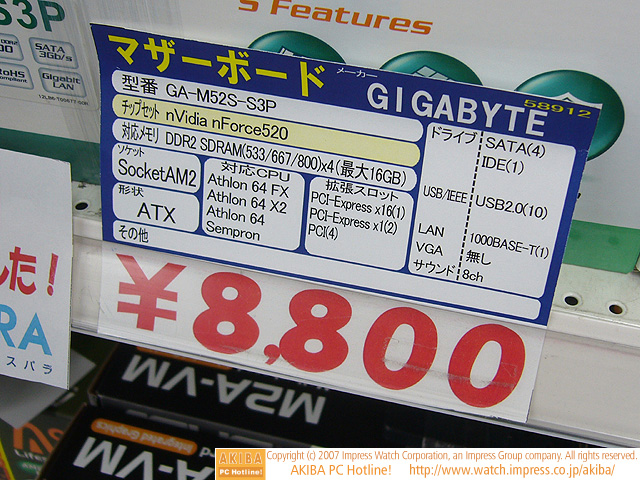 s Features
S3P
SATA
3Gb/s
RoHS
Gigabit
LAN
マザーボード
メーカー
GIGABYTE
58912
型番 GA-M52S-S3P
チップセット nVidia nForce520
対応メモリ DDR2 SDRAM(533/667/800)x4(最大16GB)
ソケット
SocketAM2
形状
ATX
対応CPU
Athlon 64 FX
Athlon 64 X2
Athlon 64
Sempron
拡張スロット
PCI-Express x16(1)
PCI-Express x1(2)
PCI(4)
ドライブ SATA(4)
IDE(1)
USB/IEEE USB2.0(10)
LAN 1000BASE-T(1)
VGA 無し
サウンド 8ch
その他
¥8,800
した!
RA
スパラ
M2A-VM
Integrated Graphics
M2A-VM
AKIBA
PC Hotline!
Copyright (c) 2007 Impress Watch Corporation, an Impress Group company. All rights reserved.
AKIBA PC Hotline! http://www.watch.impress.co.jp/akiba/